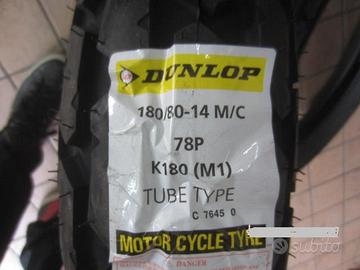 DUNLOP
180/80-14 M/C
78P
K180 (M1)
TUBE TYPE
C 7645 0
MOTOR CYCLE TYRE
DANGER
subito